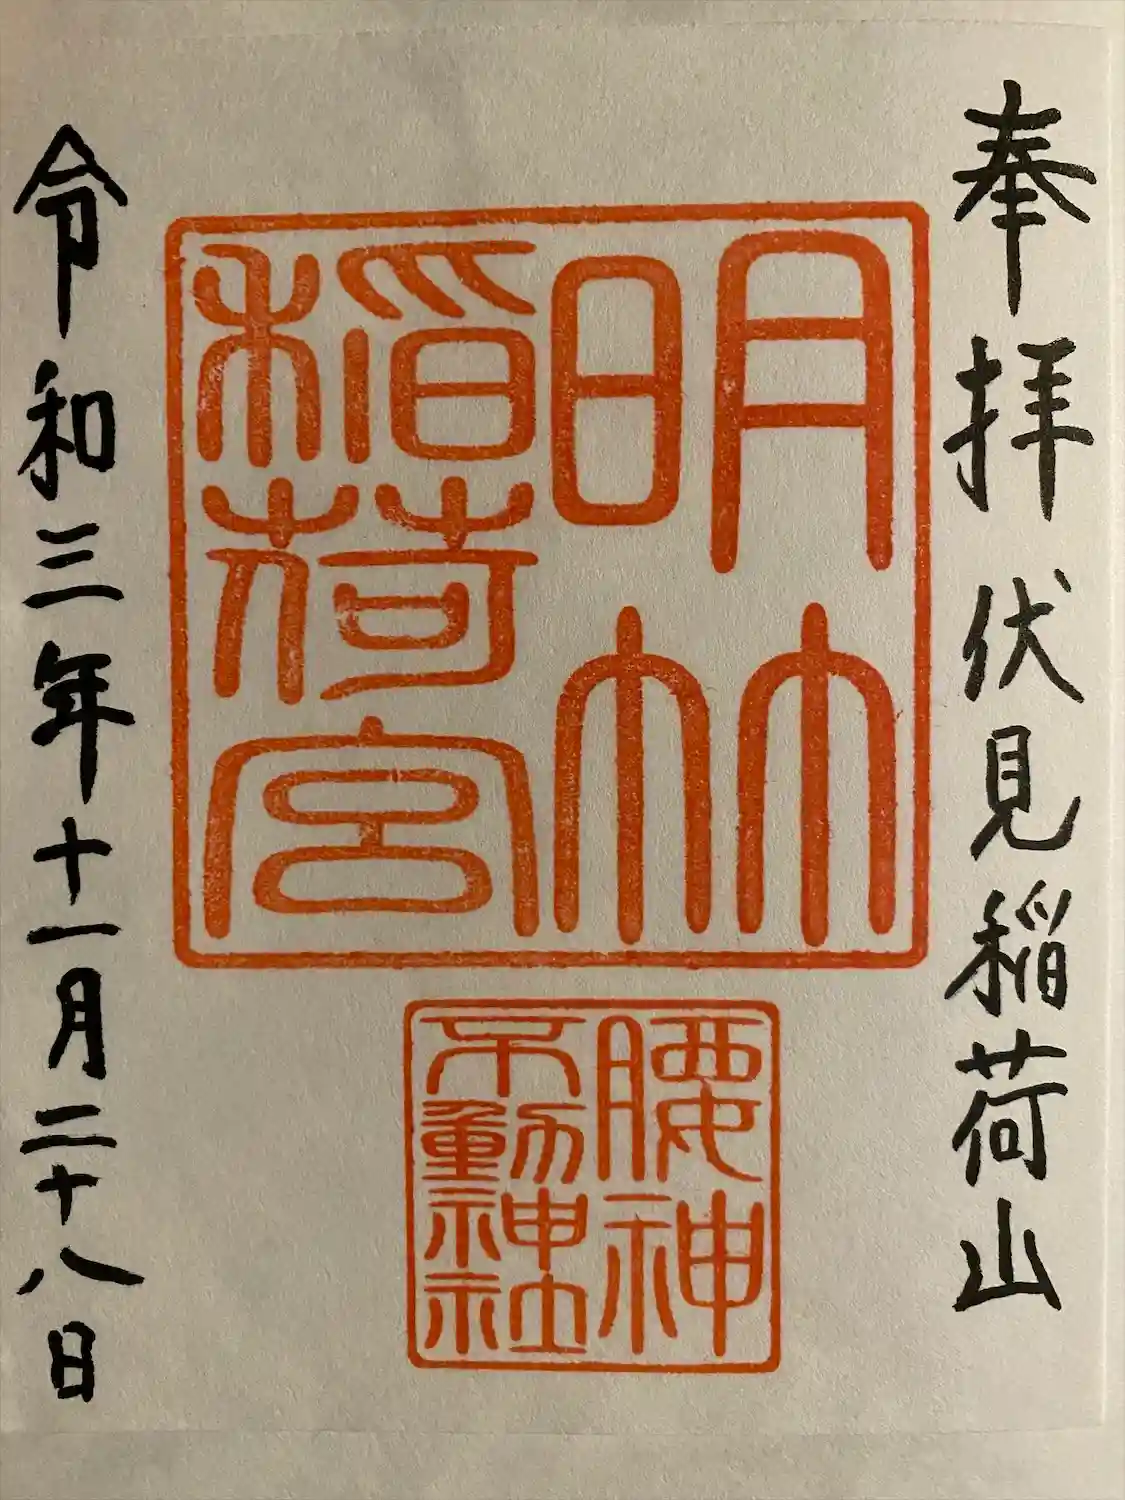 奉拝 伏見稲荷山
明竹
稲荷宮
腰神
不動神社
令和三年十一月二十八日